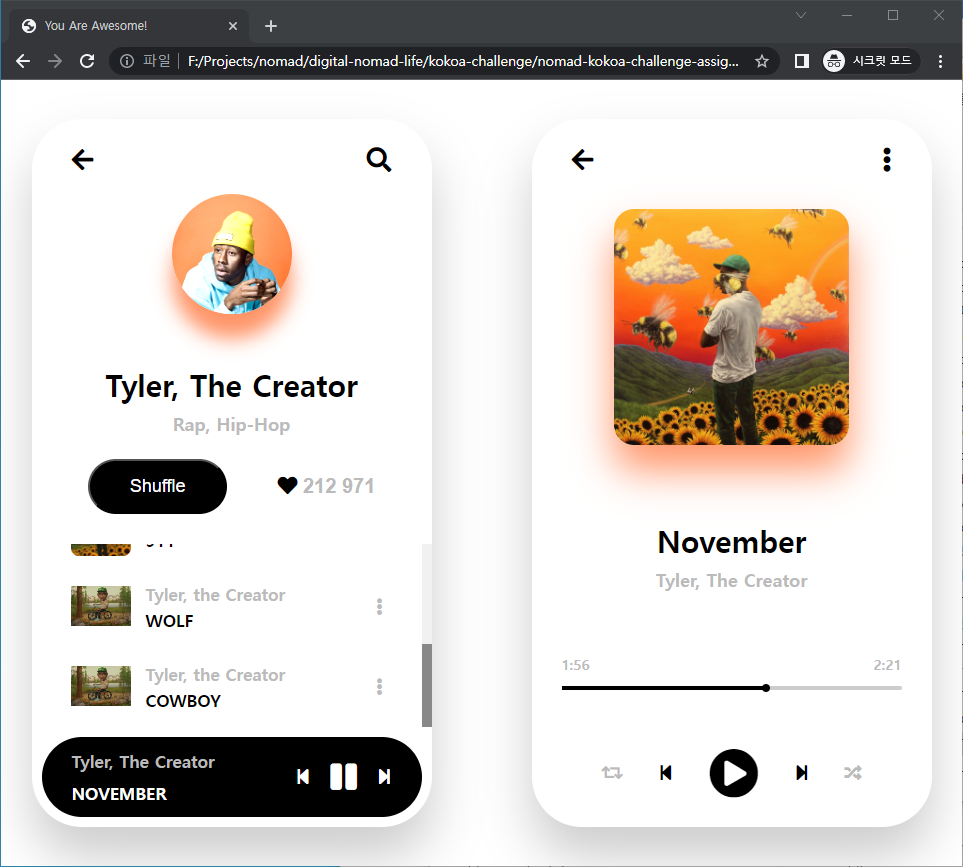 You Are Awesome!
파일
F:/Projects/nomad/digital-nomad-life/kokoa-challenge/nomad-kokoa-challenge-assig...
시크릿 모드
Tyler, The Creator
Rap, Hip-Hop
Shuffle
212 971
Tyler, the Creator
WOLF
Tyler, the Creator
COWBOY
Tyler, The Creator
NOVEMBER
November
Tyler, The Creator
1:56
2:21